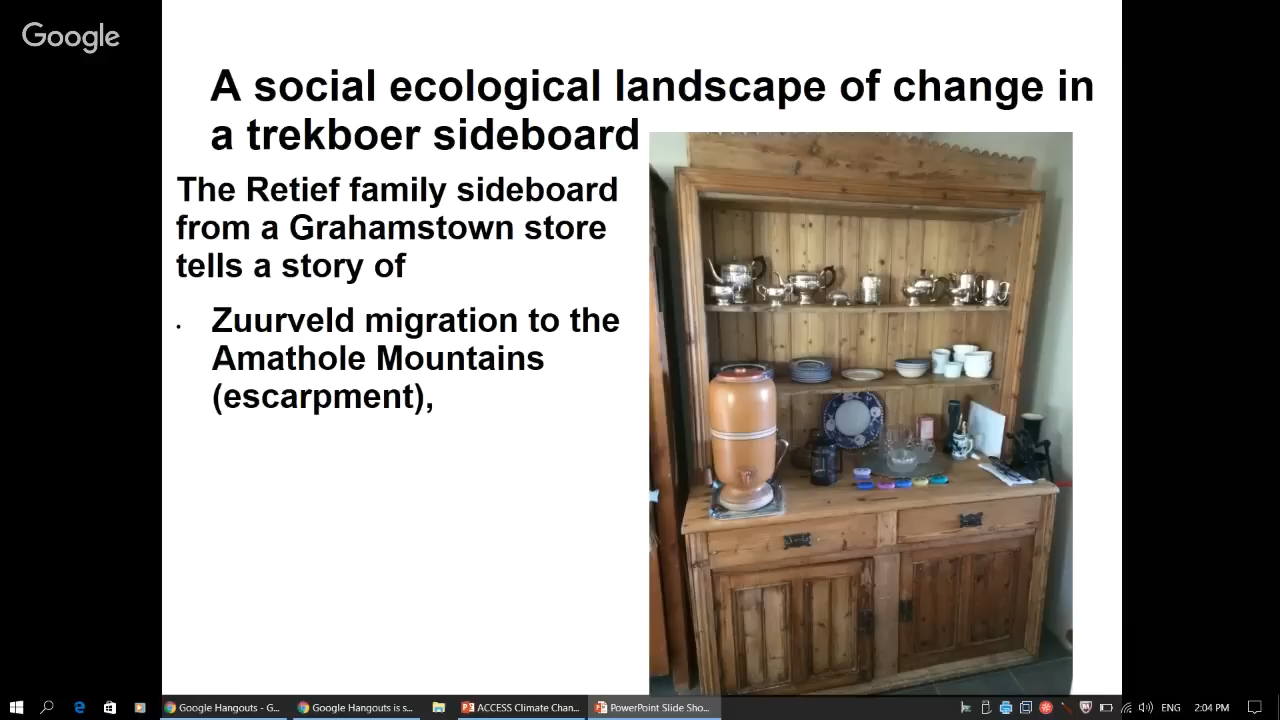 Google
A social ecological landscape of change in
a trekboer sideboard
The Retief family sideboard
from a Grahamstown store
tells a story of
• Zuurveld migration to the
Amathole Mountains
(escarpment),
Google Hangouts - G...
Google Hangouts is s...
ACCESS Climate Chan...
PowerPoint Slide Sho...
ENG
2:04 PM